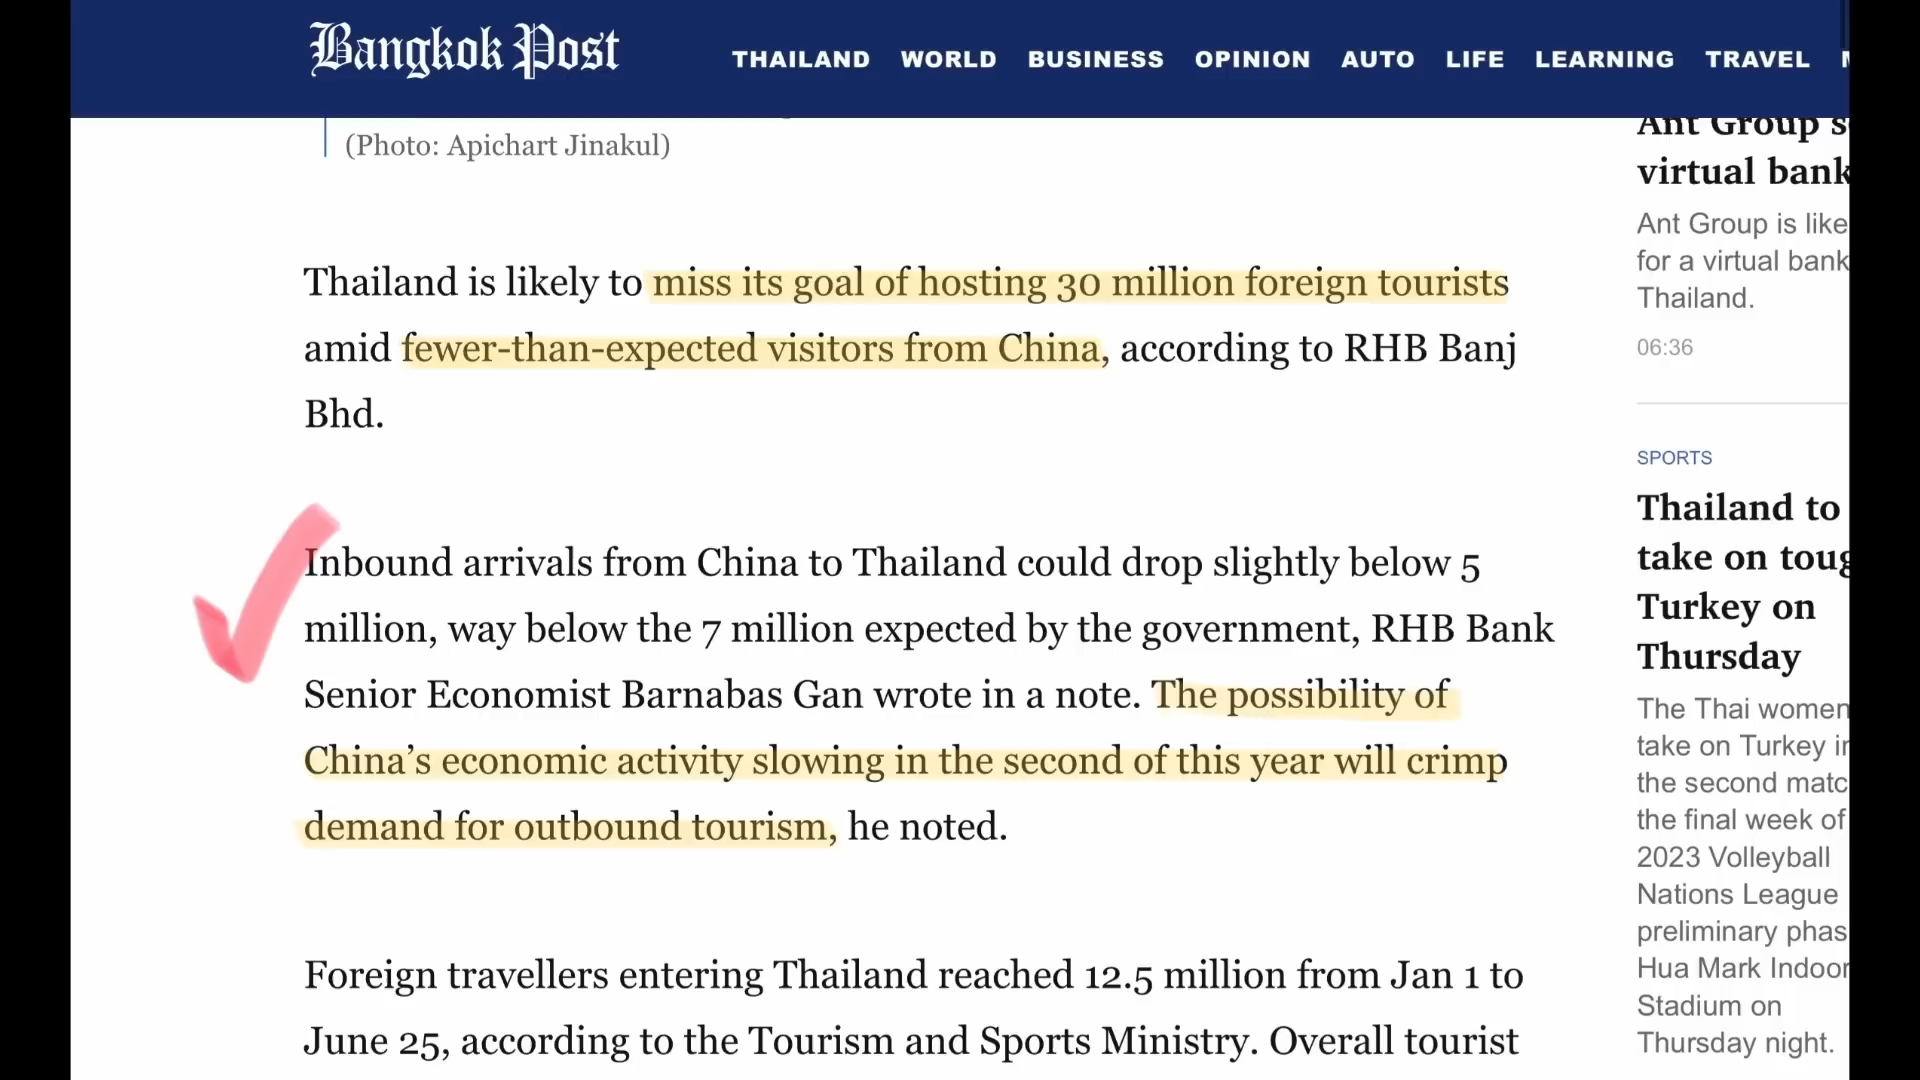 Bangkok Post
THAILAND WORLD BUSINESS OPINION AUTO LIFE LEARNING TRAVEL
(Photo: Apichart Jinakul)
Thailand is likely to miss its goal of hosting 30 million foreign tourists
amid fewer-than-expected visitors from China, according to RHB Banj
Bhd.
Inbound arrivals from China to Thailand could drop slightly below 5
million, way below the 7 million expected by the government, RHB Bank
Senior Economist Barnabas Gan wrote in a note. The possibility of
China's economic activity slowing in the second of this year will crimp
demand for outbound tourism, he noted.
Foreign travellers entering Thailand reached 12.5 million from Jan 1 to
June 25, according to the Tourism and Sports Ministry. Overall tourist
Ant Group
virtual bank
Ant Group is like
for a virtual bank
Thailand.
06:36
SPORTS
Thailand to
take on toug
Turkey on
Thursday
The Thai women
take on Turkey in
the second matc
the final week of
2023 Volleyball
Nations League
preliminary phas
Hua Mark Indoor
Stadium on
Thursday night.